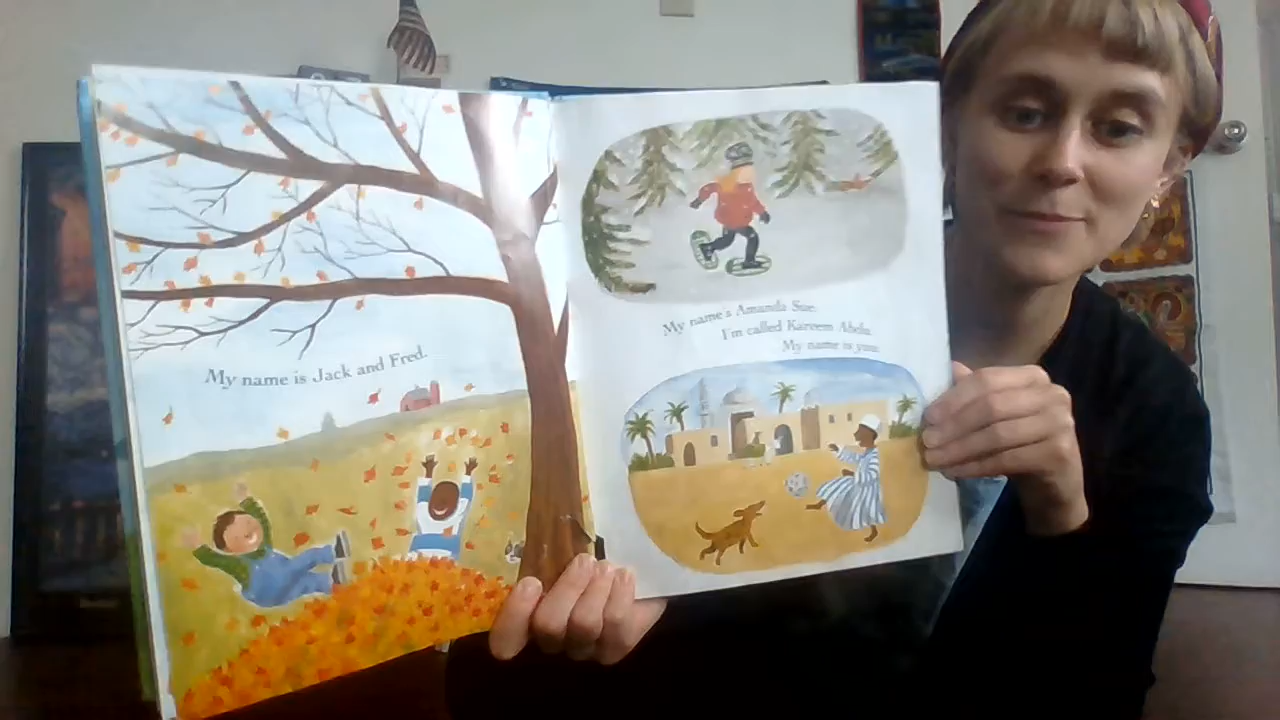 My name is Jack and Fred.
My name's Amanda Sue.
I'm called Kareem Abdu.
My name is you.